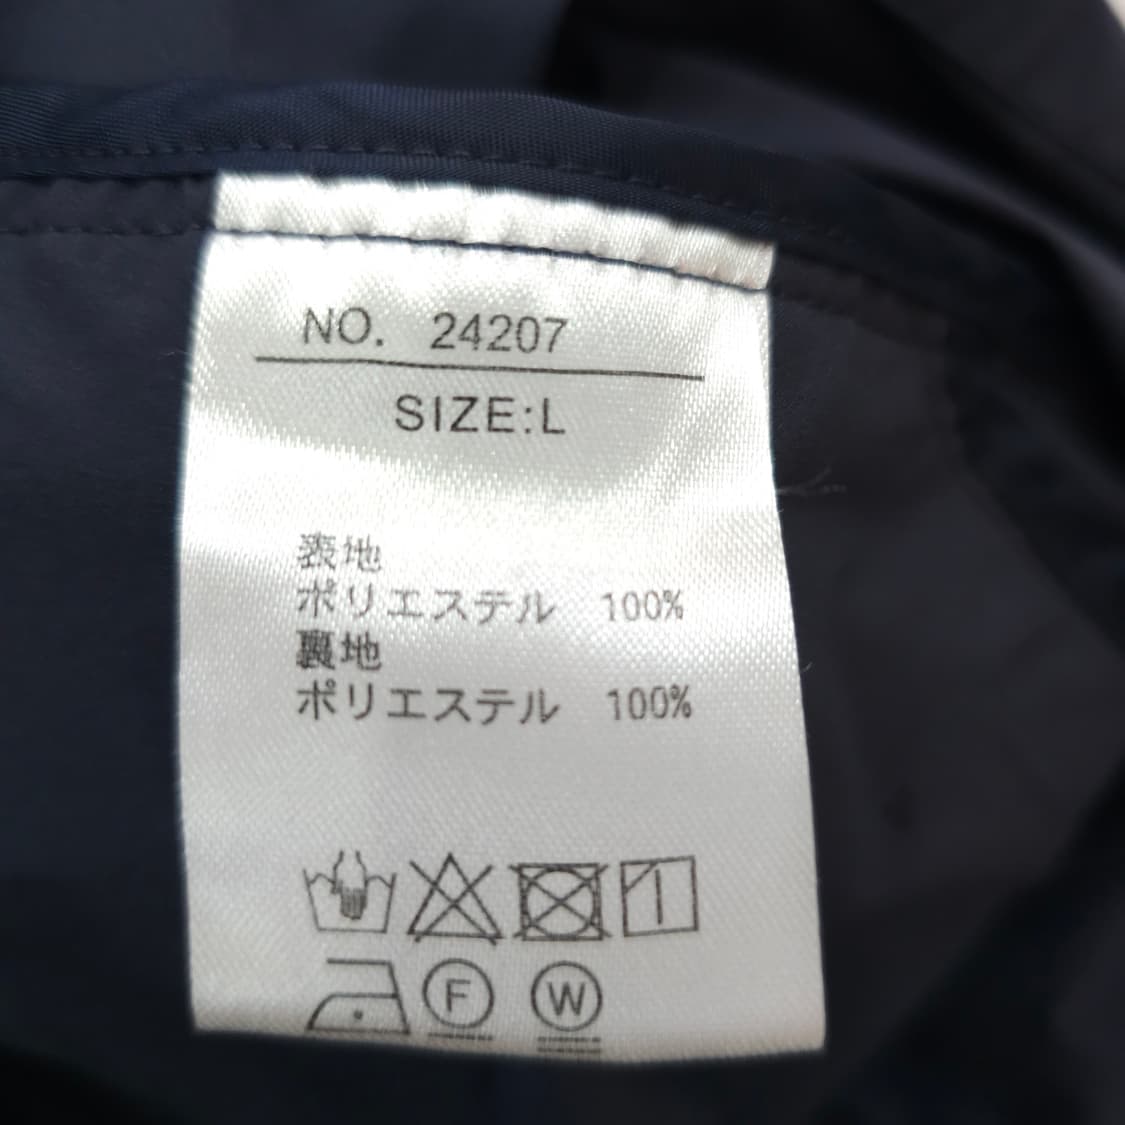 NO. 24207
SIZE:L
表地
ポリエステル 100%
裏地
ポリエステル 100%
F W